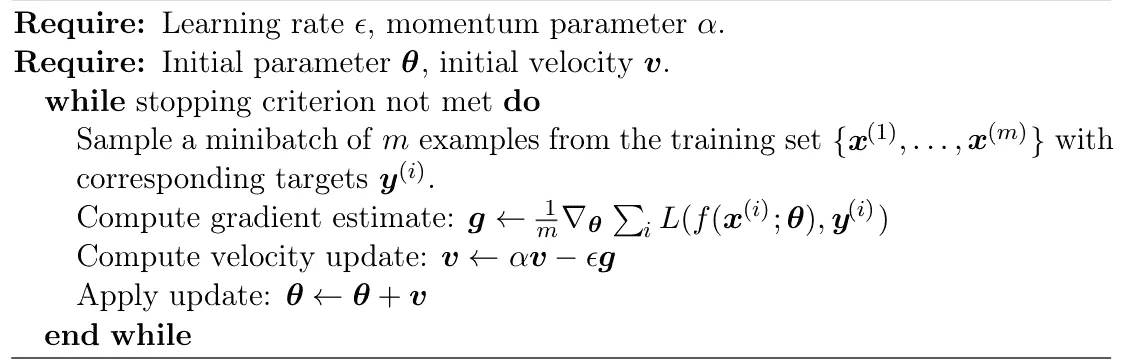 Require: Learning rate ϵ, momentum parameter α.
Require: Initial parameter θ, initial velocity v.
while stopping criterion not met do
Sample a minibatch of m examples from the training set {x⁽¹⁾, . . . , x⁽ᵐ⁾} with
corresponding targets y⁽ⁱ⁾.
Compute gradient estimate: g ← 1/m ∇_θ ∑ᵢ L(f(x⁽ⁱ⁾; θ), y⁽ⁱ⁾)
Compute velocity update: v ← αv − ϵg
Apply update: θ ← θ + v
end while